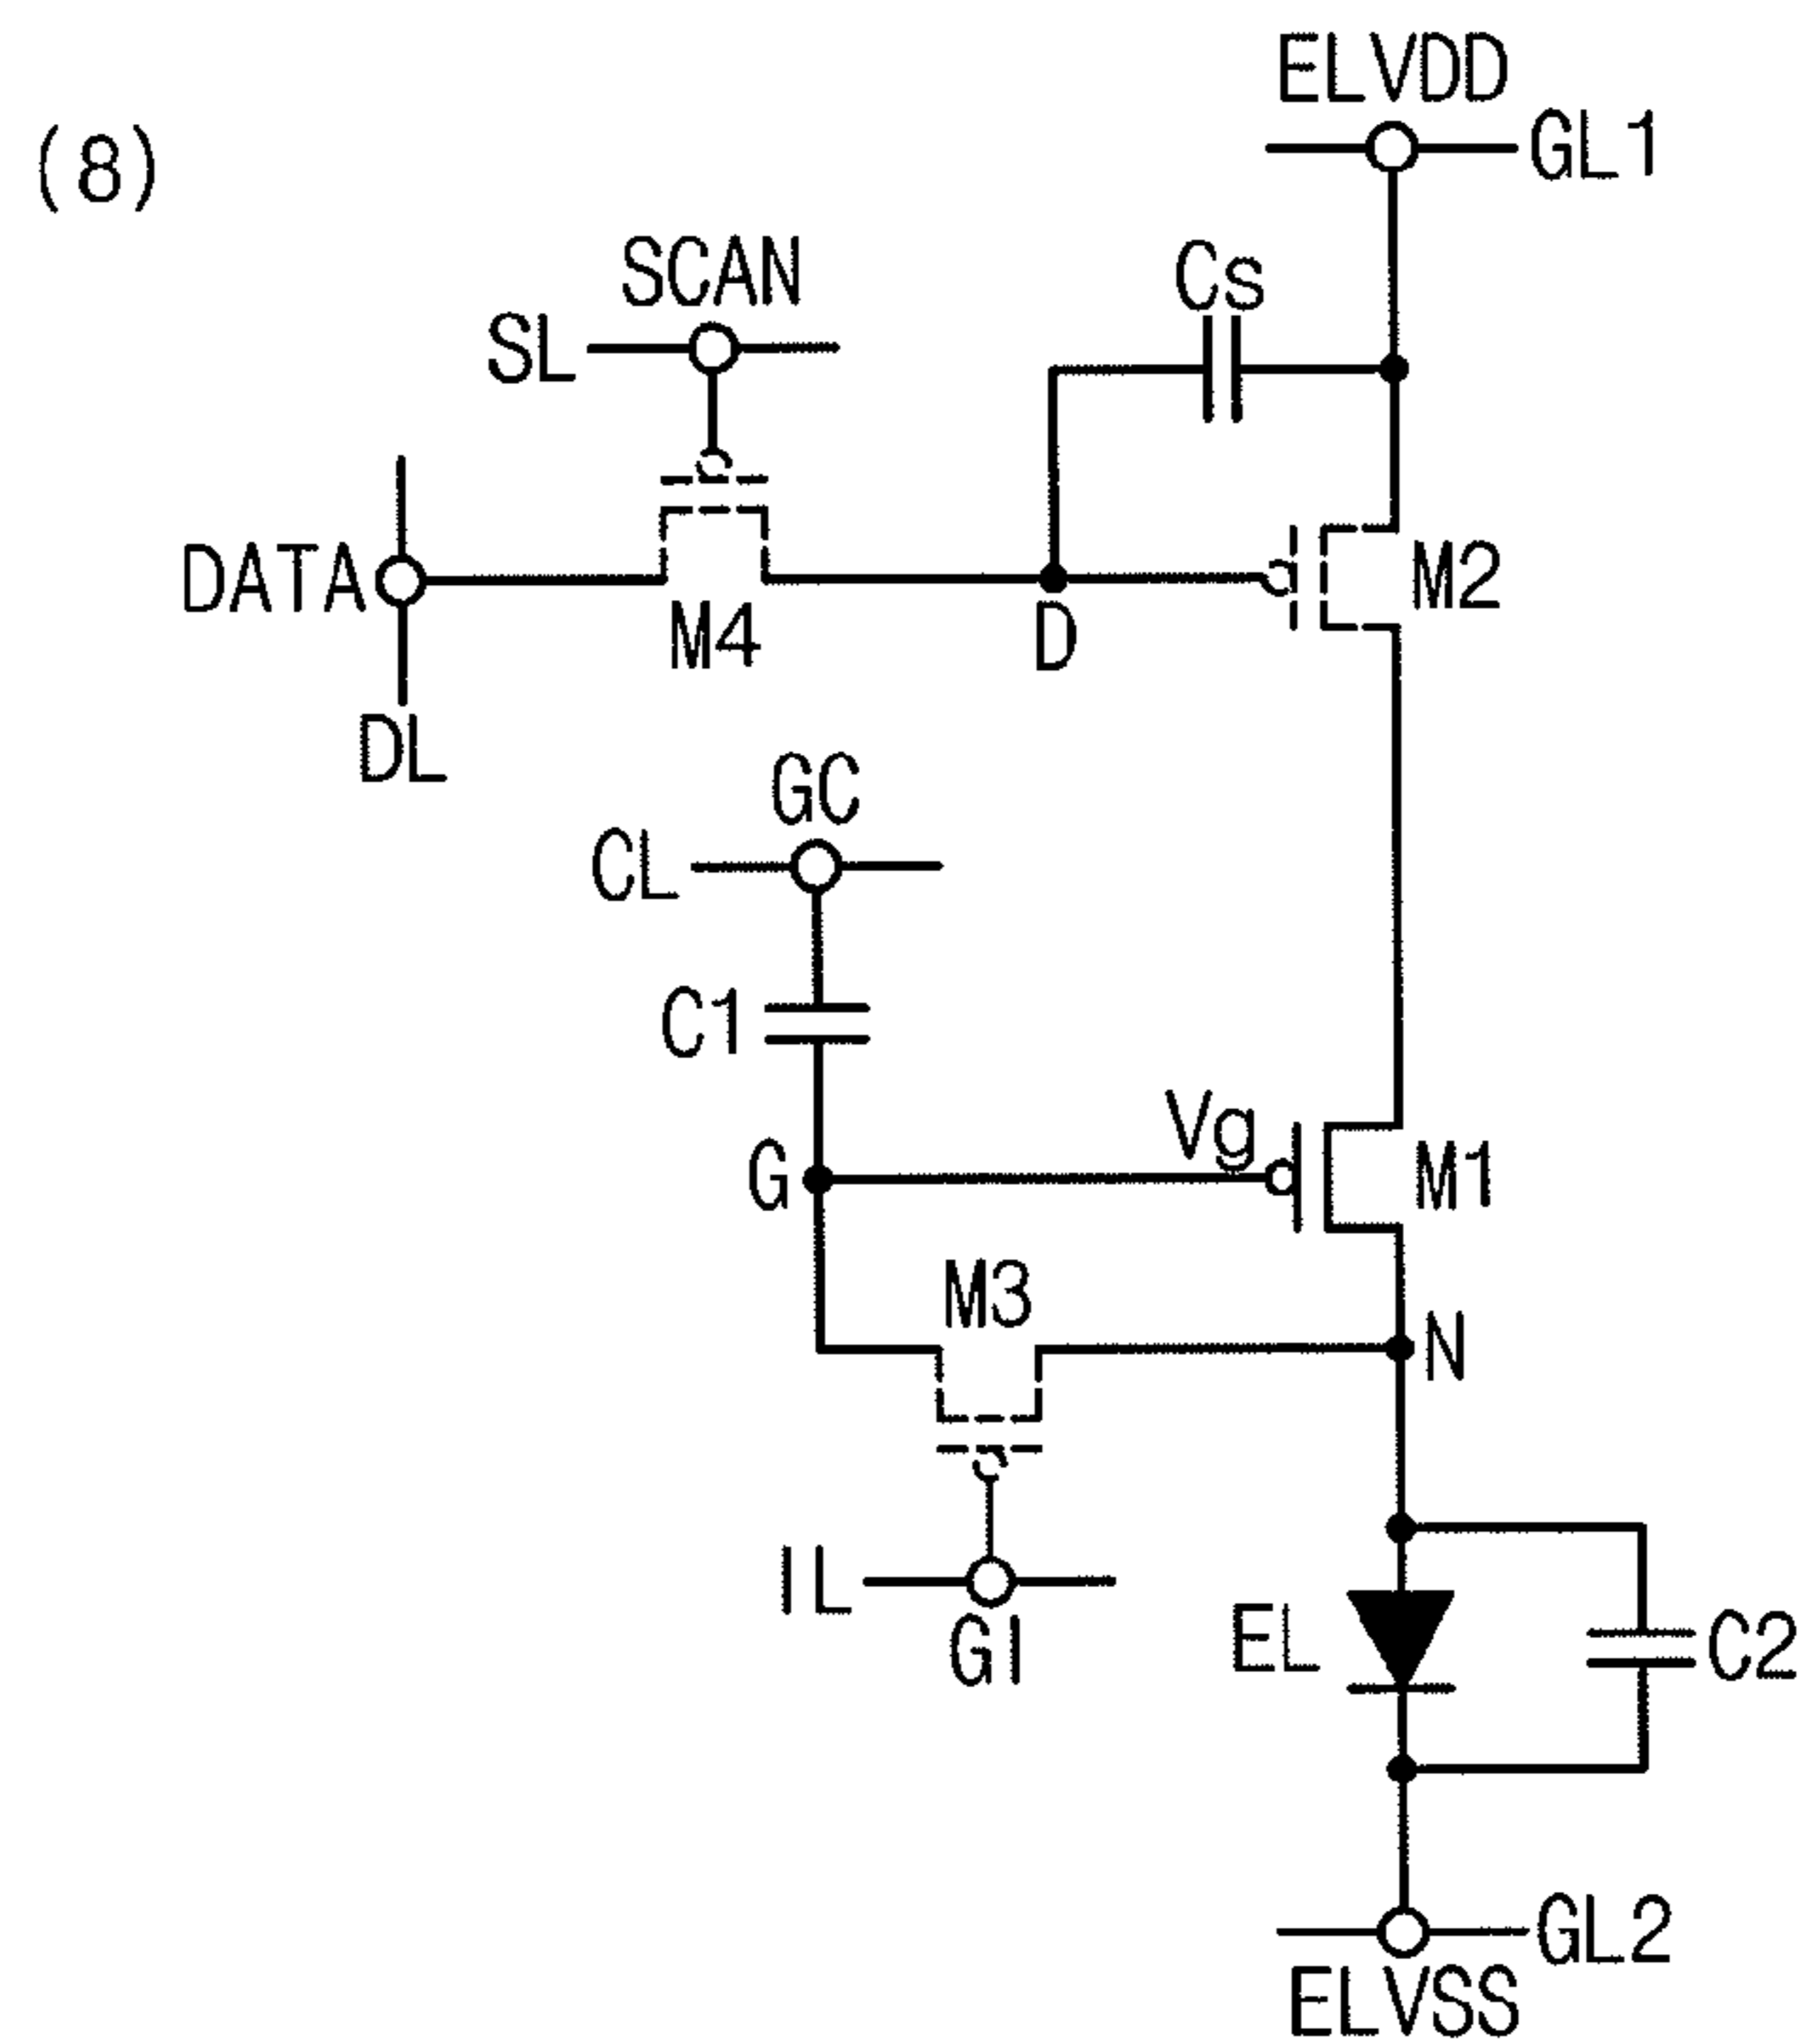 ELVDD
GL1
(8)
SCAN
SL
Cs
DATA
M4
D
M2
DL
GC
CL
C1
Vg
G
M1
M3
N
IL
GI
EL
C2
GL2
ELVSS